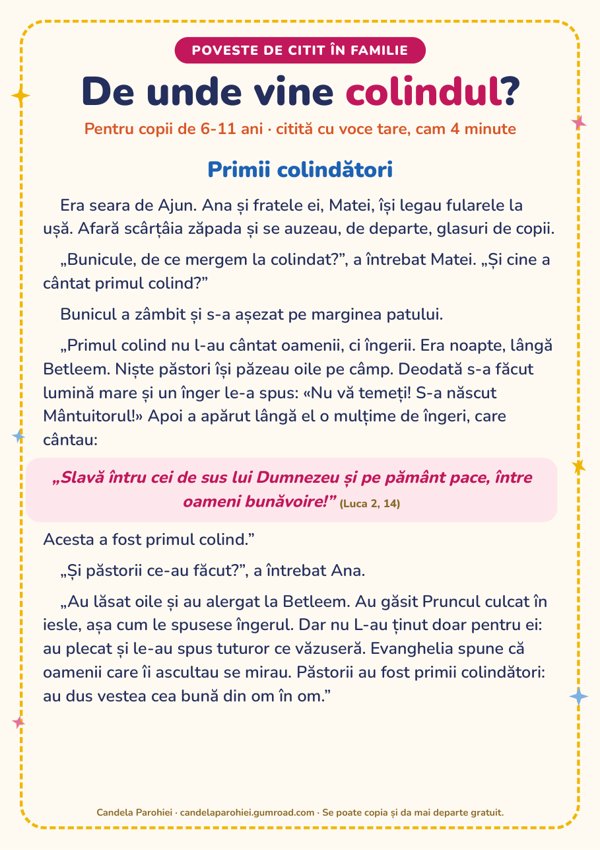 POVESTE DE CITIT ÎN FAMILIE
De unde vine colindul?
Pentru copii de 6-11 ani · citită cu voce tare, cam 4 minute
Primii colindători
Era seara de Ajun. Ana și fratele ei, Matei, își legau fularele la
ușă. Afară scârțâia zăpada și se auzeau, de departe, glasuri de copii.
„Bunicule, de ce mergem la colindat?”, a întrebat Matei. „Și cine a
cântat primul colind?”
Bunicul a zâmbit și s-a așezat pe marginea patului.
„Primul colind nu l-au cântat oamenii, ci îngerii. Era noapte, lângă
Betleem. Niște păstori își păzeau oile pe câmp. Deodată s-a făcut
lumină mare și un înger le-a spus: «Nu vă temeți! S-a născut
Mântuitorul!» Apoi a apărut lângă el o mulțime de îngeri, care
cântau:
„Slavă întru cei de sus lui Dumnezeu și pe pământ pace, între
oameni bunăvoire!” (Luca 2, 14)
Acesta a fost primul colind.”
„Și păstorii ce-au făcut?”, a întrebat Ana.
„Au lăsat oile și au alergat la Betleem. Au găsit Pruncul culcat în
iesle, așa cum le spusese îngerul. Dar nu L-au ținut doar pentru ei:
au plecat și le-au spus tuturor ce văzuseră. Evanghelia spune că
oamenii care îi ascultau se mirau. Păstorii au fost primii colindători:
au dus vestea cea bună din om în om.”
Candela Parohiei · candelaparohiei.gumroad.com · Se poate copia și da mai departe gratuit.